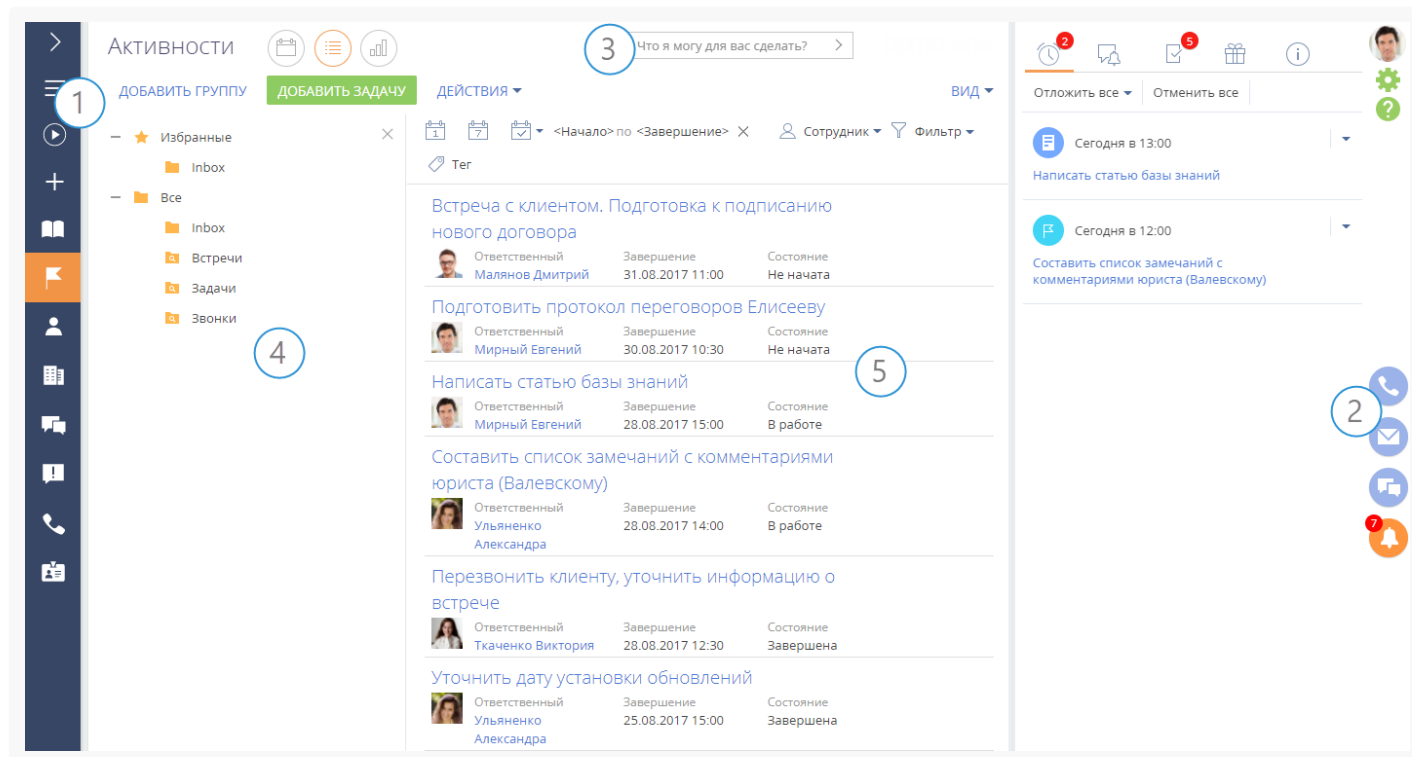 Активности
3
Что я могу для вас сделать?
1
ДОБАВИТЬ ГРУППУ
ДОБАВИТЬ ЗАДАЧУ
ДЕЙСТВИЯ
ВИД
Избранные
Inbox
Все
Inbox
Встречи
Задачи
Звонки
4
1
7
<Начало> по <Завершение>
Сотрудник
Фильтр
Тег
Встреча с клиентом. Подготовка к подписанию
нового договора
Ответственный Завершение Состояние
Малянов Дмитрий 31.08.2017 11:00 Не начата
Подготовить протокол переговоров Елисееву
Ответственный Завершение Состояние
Мирный Евгений 30.08.2017 10:30 Не начата
5
Написать статью базы знаний
Ответственный Завершение Состояние
Мирный Евгений 28.08.2017 15:00 В работе
Составить список замечаний с комментариями
юриста (Валевскому)
Ответственный Завершение Состояние
Ульяненко 28.08.2017 14:00 В работе
Александра
Перезвонить клиенту, уточнить информацию о
встрече
Ответственный Завершение Состояние
Ткаченко Виктория 28.08.2017 12:30 Завершена
Уточнить дату установки обновлений
Ответственный Завершение Состояние
Ульяненко 25.08.2017 15:00 Завершена
Александра
2
5
Отложить все
Отменить все
Сегодня в 13:00
Написать статью базы знаний
Сегодня в 12:00
Составить список замечаний с
комментариями юриста (Валевскому)
?
2
7